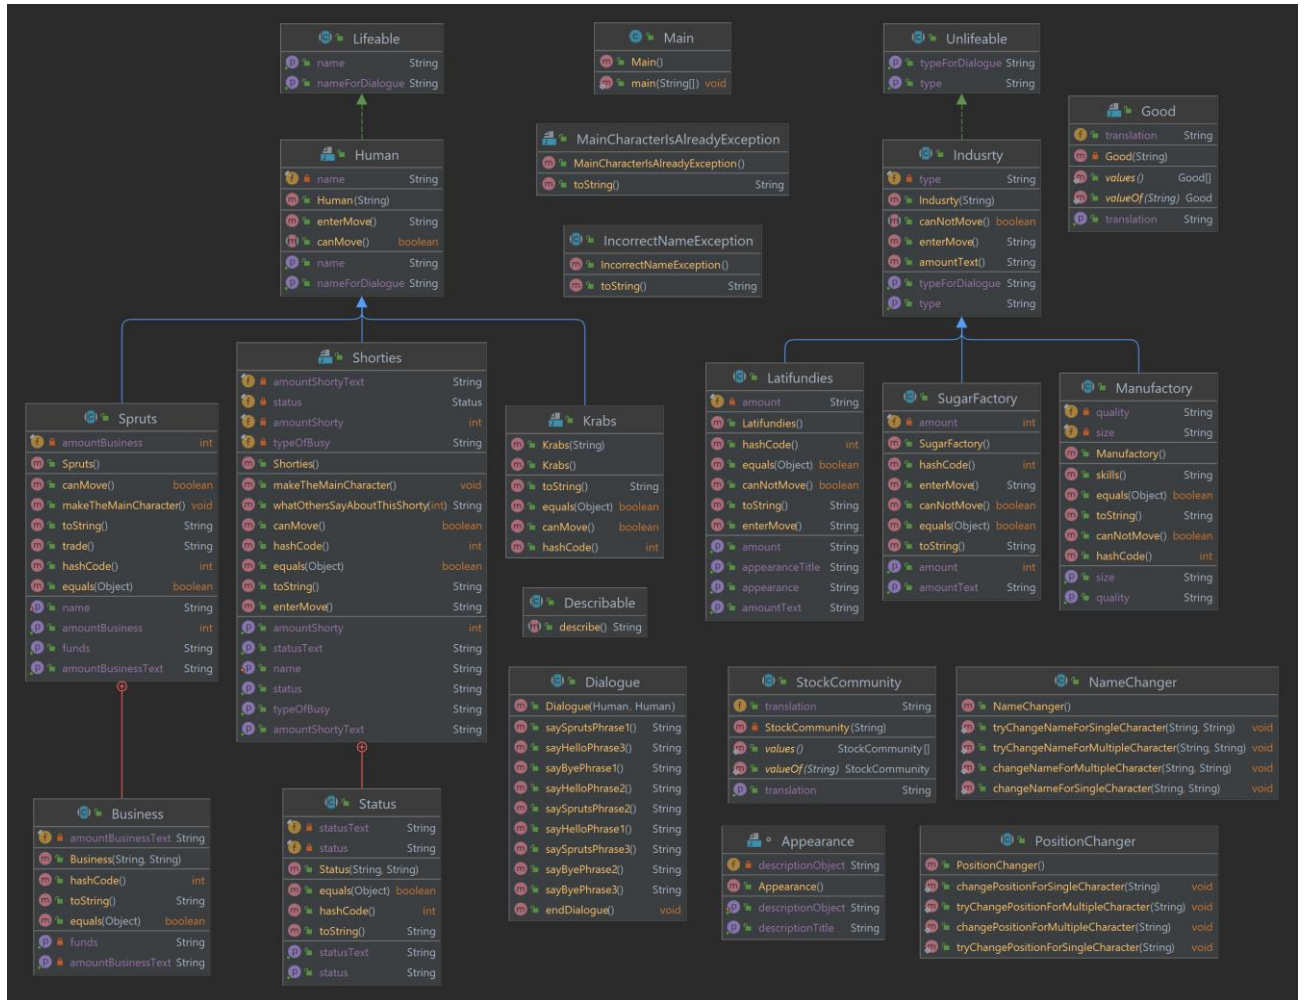 Lifeable
name String
nameForDialogue String
Main
Main()
main(String[]) void
Unlifeable
typeForDialogue String
type String
Good
translation String
Good(String)
values() Good[]
valueOf(String) Good
translation String
MainCharacterIsAlreadyException
MainCharacterIsAlreadyException()
toString() String
Human
name String
Human(String)
enterMove() String
canMove() boolean
name String
nameForDialogue String
Indusrty
type String
Indusrty(String)
canNotMove() boolean
enterMove() String
amountText() String
typeForDialogue String
type String
IncorrectNameException
IncorrectNameException()
toString() String
Spruts
amountBusiness int
Spruts()
canMove() boolean
makeTheMainCharacter() void
toString() String
trade() String
hashCode() int
equals(Object) boolean
name String
amountBusiness int
funds String
amountBusinessText String
Shorties
amountShortyText String
status Status
amountShorty int
typeOfBusy String
Shorties()
makeTheMainCharacter() void
whatOthersSayAboutThisShorty(int) String
canMove() boolean
hashCode() int
equals(Object) boolean
toString() String
enterMove() String
amountShorty int
statusText String
name String
status String
typeOfBusy String
amountShortyText String
Krabs
Krabs(String)
Krabs()
toString() String
equals(Object) boolean
canMove() boolean
hashCode() int
Latifundies
amount String
Latifundies()
hashCode() int
equals(Object) boolean
canNotMove() boolean
toString() String
enterMove() String
amount String
appearanceTitle String
appearance String
amountText String
SugarFactory
amount int
SugarFactory()
hashCode() int
enterMove() String
canNotMove() boolean
equals(Object) boolean
toString() String
amount int
amountText String
Manufactory
quality String
size String
Manufactory()
skills() String
equals(Object) boolean
toString() String
canNotMove() boolean
hashCode() int
size String
quality String
Describable
describe() String
Dialogue
Dialogue(Human, Human)
saySprutsPhrase1() String
sayHelloPhrase3() String
sayByePhrase1() String
sayHelloPhrase2() String
saySprutsPhrase2() String
sayHelloPhrase1() String
saySprutsPhrase3() String
sayByePhrase2() String
sayByePhrase3() String
endDialogue() void
StockCommunity
translation String
StockCommunity(String)
values() StockCommunity[]
valueOf(String) StockCommunity
translation String
NameChanger
NameChanger()
tryChangeNameForSingleCharacter(String, String) void
tryChangeNameForMultipleCharacter(String, String) void
changeNameForMultipleCharacter(String, String) void
changeNameForSingleCharacter(String, String) void
Business
amountBusinessText String
Business(String, String)
hashCode() int
toString() String
equals(Object) boolean
funds String
amountBusinessText String
Status
statusText String
status String
Status(String, String)
equals(Object) boolean
hashCode() int
toString() String
statusText String
status String
Appearance
descriptionObject String
Appearance()
descriptionObject String
descriptionTitle String
PositionChanger
PositionChanger()
changePositionForSingleCharacter(String) void
tryChangePositionForMultipleCharacter(String) void
changePositionForMultipleCharacter(String) void
tryChangePositionForSingleCharacter(String) void